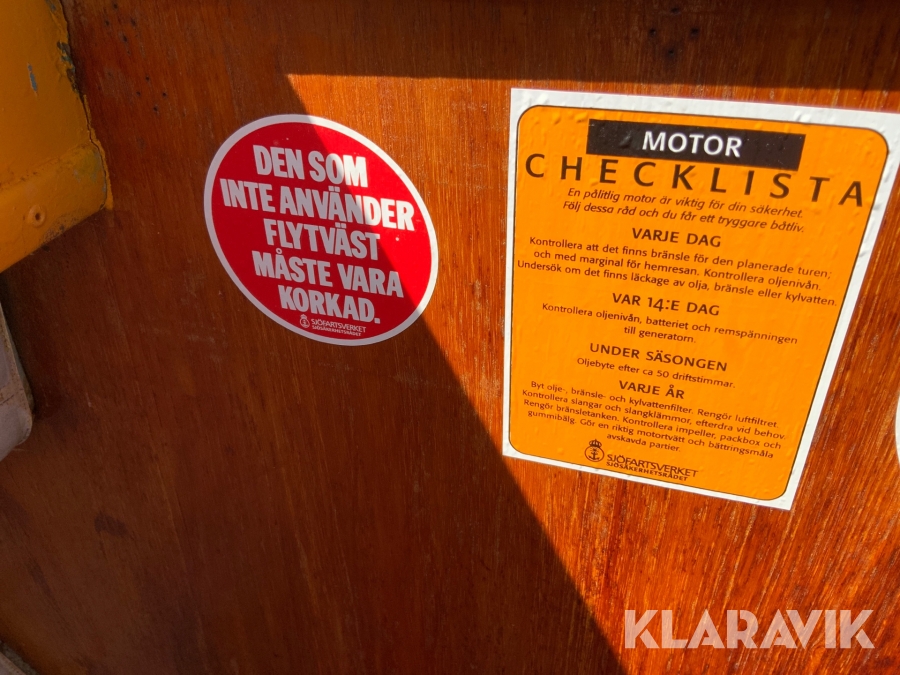 DEN SOM
INTE ANVÄNDER
FLYTVÄST
MÅSTE VARA
KORKAD.
SJÖFARTSVERKET
SJÖSÄKERHETSRÅDET
MOTOR
CHECKLISTA
En pålitlig motor är viktig för din säkerhet.
Följ dessa råd och du får ett tryggare båtliv.
VARJE DAG
Kontrollera att det finns bränsle för den planerade turen;
och med marginal för hemresan. Kontrollera oljenivån.
Undersök om det finns läckage av olja, bränsle eller kylvatten.
VAR 14:E DAG
Kontrollera oljenivån, batteriet och remspänningen
till generatorn.
UNDER SÄSONGEN
Oljebyte efter ca 50 driftstimmar.
VARJE ÅR
Byt olje-, bränsle- och kylvattenfilter. Rengör luftfiltret.
Kontrollera slangar och slangklämmor, efterdra vid behov.
Rengör bränsletanken. Kontrollera impeller, packbox och
gummibälg. Gör en riktig motortvätt och bättringsmåla
avskavda partier.
SJÖFARTSVERKET
SJÖSÄKERHETSRÅDET
KLARAVIK